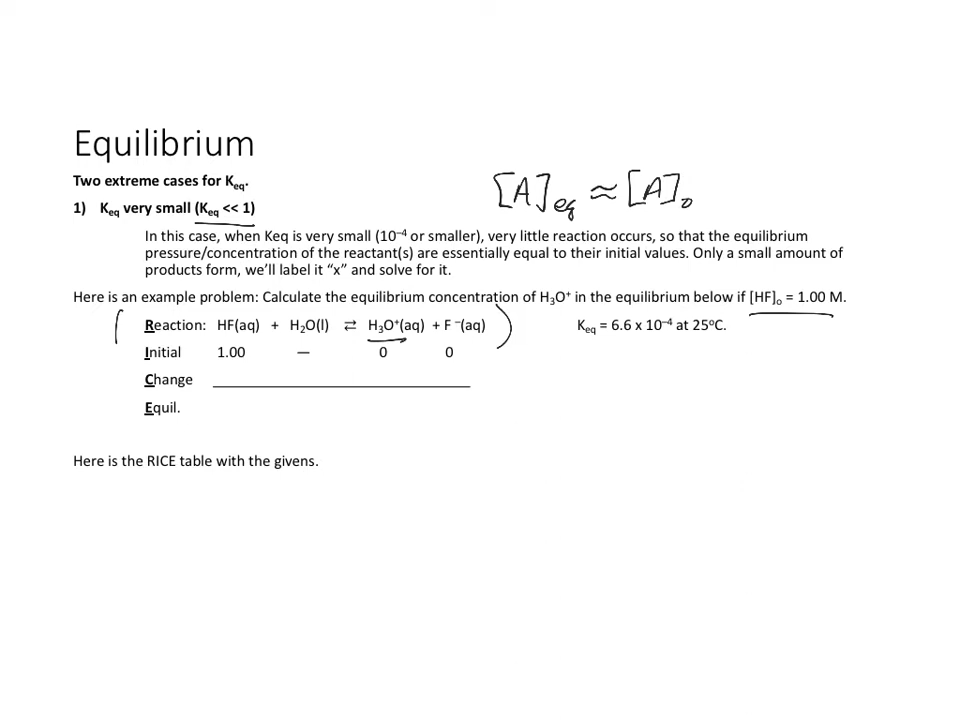 Equilibrium
Two extreme cases for Keq.
[A]eq ≈ [A]o
1) Keq very small (Keq << 1)
In this case, when Keq is very small (10⁻⁴ or smaller), very little reaction occurs, so that the equilibrium
pressure/concentration of the reactant(s) are essentially equal to their initial values. Only a small amount of
products form, we'll label it “x” and solve for it.
Here is an example problem: Calculate the equilibrium concentration of H₃O⁺ in the equilibrium below if [HF]o = 1.00 M.
Reaction: HF(aq) + H₂O(l) ⇄ H₃O⁺(aq) + F ⁻(aq) Keq = 6.6 x 10⁻⁴ at 25°C.
Initial 1.00 — 0 0
Change
Equil.
Here is the RICE table with the givens.